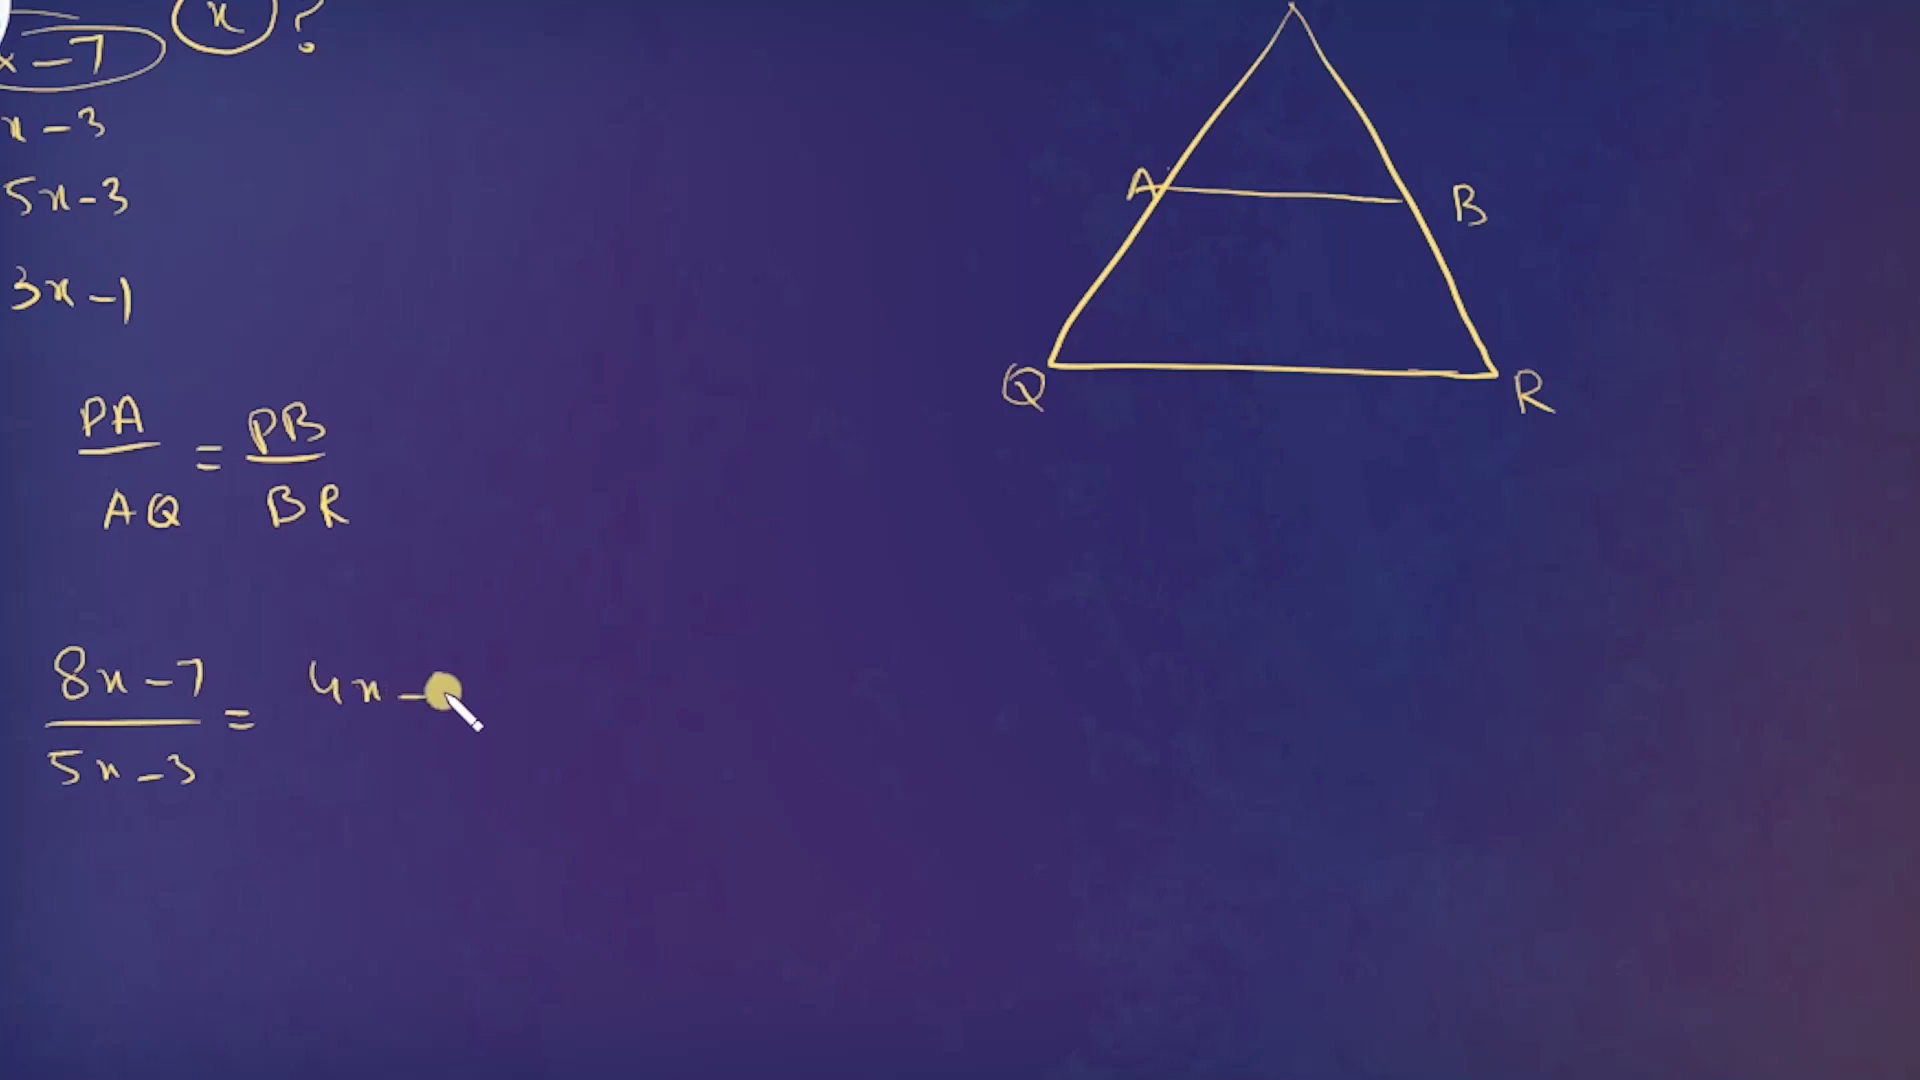 x ?
x - 7
x - 3
5x - 3
3x - 1
A B
Q R
PA = PB
AQ BR
8x - 7 = 4x -
5x - 3